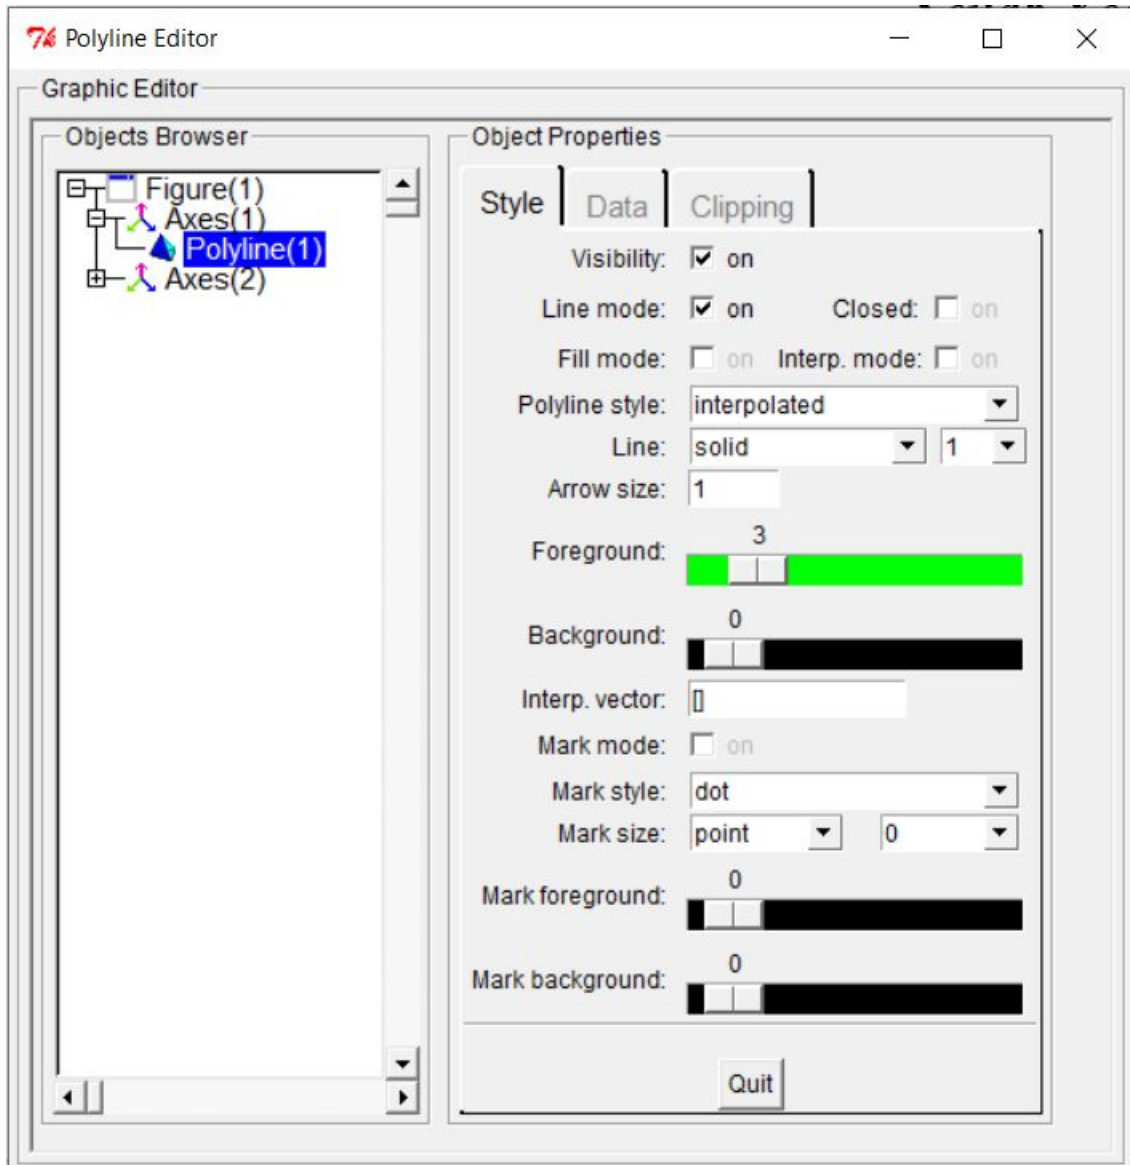 Polyline Editor
Graphic Editor
Objects Browser
Figure(1)
Axes(1)
Polyline(1)
Axes(2)
Object Properties
Style Data Clipping
Visibility: on
Line mode: on Closed: on
Fill mode: on Interp. mode: on
Polyline style: interpolated
Line: solid 1
Arrow size: 1
3
Foreground:
0
Background:
Interp. vector: []
Mark mode: on
Mark style: dot
Mark size: point 0
0
Mark foreground:
0
Mark background:
Quit